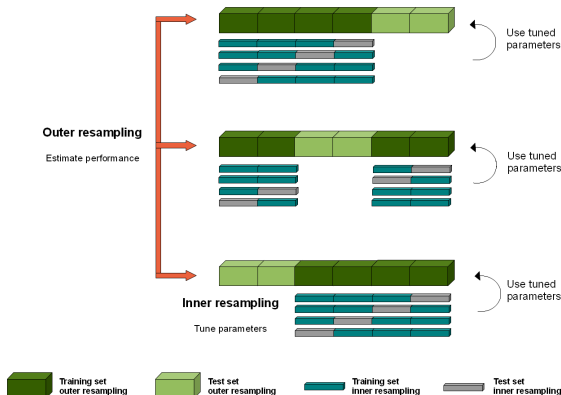 Use tuned
parameters
Outer resampling
Estimate performance
Use tuned
parameters
Use tuned
parameters
Inner resampling
Tune parameters
Training set
outer resampling
Test set
outer resampling
Training set
inner resampling
Test set
inner resampling